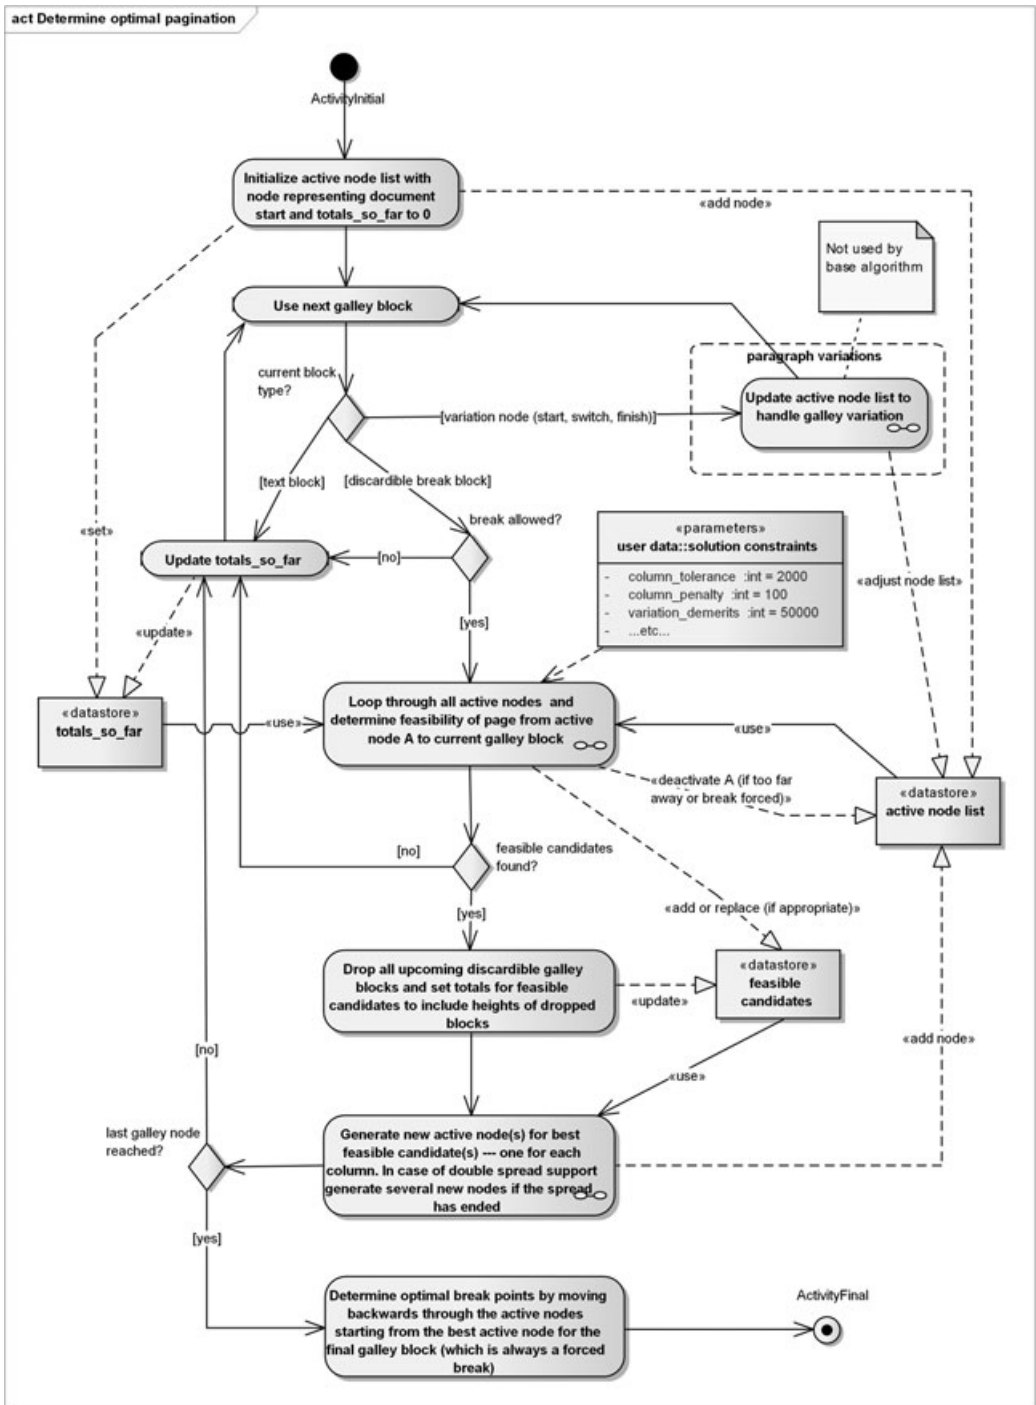 act Determine optimal pagination
ActivityInitial
Initialize active node list with
node representing document
start and totals_so_far to 0
«add node»
Not used by
base algorithm
Use next galley block
paragraph variations
current block
type?
Update active node list to
handle galley variation
[variation node (start, switch, finish)]
[text block]
[discardible break block]
break allowed?
«parameters»
user data::solution constraints
- column_tolerance :int = 2000
- column_penalty :int = 100
- variation_demerits :int = 50000
- ...etc...
«set»
Update totals_so_far
[no]
«adjust node list»
«update»
[yes]
Loop through all active nodes and
determine feasibility of page from active
node A to current galley block
«datastore»
totals_so_far
«use»
«use»
«deactivate A (if too far
away or break forced)»
«datastore»
active node list
[no]
feasible candidates
found?
«add or replace (if appropriate)»
[yes]
Drop all upcoming discardible galley
blocks and set totals for feasible
candidates to include heights of dropped
blocks
«update»
«datastore»
feasible
candidates
[no]
«add node»
«use»
last galley node
reached?
Generate new active node(s) for best
feasible candidate(s) --- one for each
column. In case of double spread support
generate several new nodes if the spread
has ended
[yes]
Determine optimal break points by moving
backwards through the active nodes
starting from the best active node for the
final galley block (which is always a forced
break)
ActivityFinal